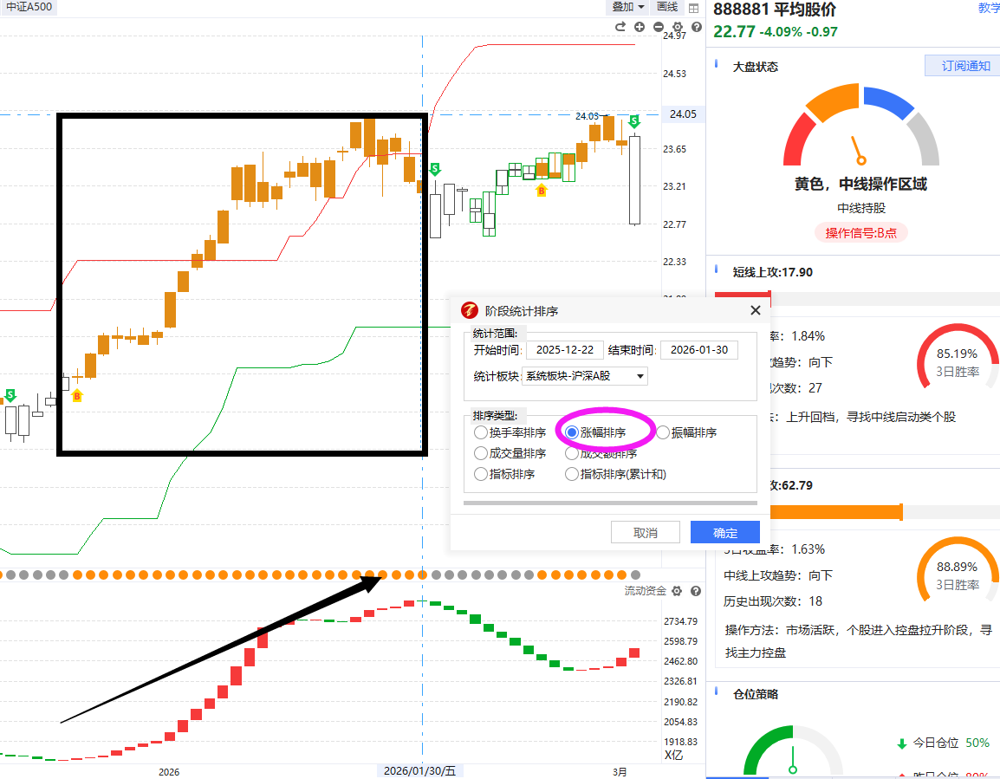 中证A500
叠加 画线
24.97
24.53
24.05
23.65
23.21
22.77
22.33
24.03
S
S
S
B
B
888881 平均股价
教学
22.77 -4.09% -0.97
大盘状态
订阅通知
黄色，中线操作区域
中线持股
操作信号:B点
短线上攻:17.90
率：1.84%
趋势：向下
次数：27
：上升回档，寻找中线启动类个股
85.19%
3日胜率
攻:62.79
5日收益率：1.63%
中线上攻趋势：向下
历史出现次数：18
操作方法：市场活跃，个股进入控盘拉升阶段，寻
找主力控盘
88.89%
3日胜率
仓位策略
今日仓位 50%
昨日仓位 80%
阶段统计排序
统计范围:
开始时间: 2025-12-22 结束时间: 2026-01-30
统计板块: 系统板块-沪深A股
排序类型:
换手率排序 涨幅排序 振幅排序
成交量排序 成交额排序
指标排序 指标排序(累计和)
取消 确定
流动资金
2734.79
2598.79
2462.80
2326.81
2190.82
2054.83
1918.83
X亿
2026 2026/01/30/五 3月